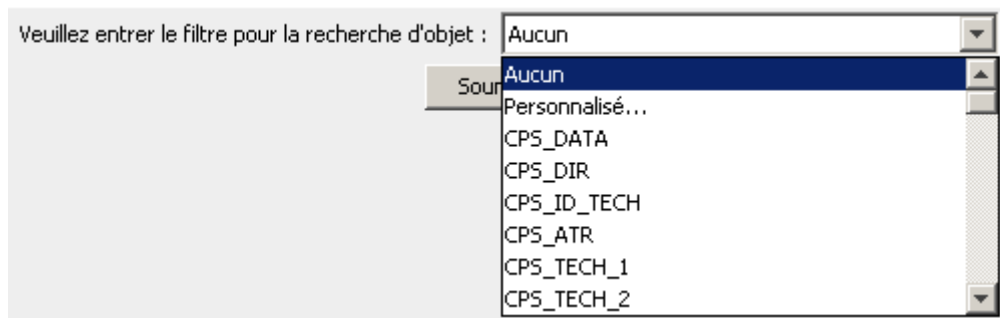 Veuillez entrer le filtre pour la recherche d'objet : Aucun
Aucun
Personnalisé...
CPS_DATA
CPS_DIR
CPS_ID_TECH
CPS_ATR
CPS_TECH_1
CPS_TECH_2